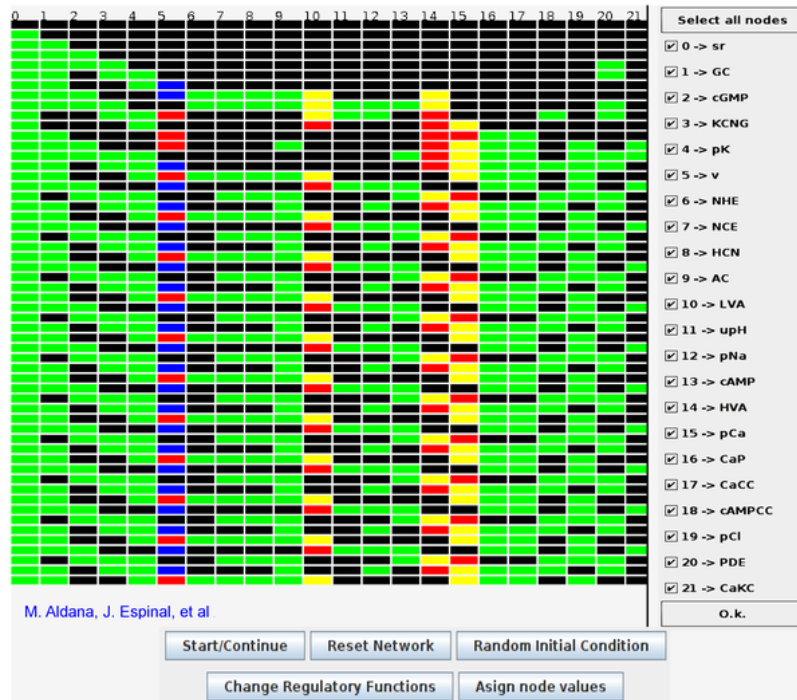 0 1 2 3 4 5 6 7 8 9 10 11 12 13 14 15 16 17 18 19 20 21
Select all nodes
0 -> sr
1 -> GC
2 -> cGMP
3 -> KCNG
4 -> pK
5 -> v
6 -> NHE
7 -> NCE
8 -> HCN
9 -> AC
10 -> LVA
11 -> upH
12 -> pNa
13 -> cAMP
14 -> HVA
15 -> pCa
16 -> CaP
17 -> CaCC
18 -> cAMPCC
19 -> pCl
20 -> PDE
21 -> CaKC
O.k.
M. Aldana, J. Espinal, et al
Start/Continue Reset Network Random Initial Condition
Change Regulatory Functions Asign node values